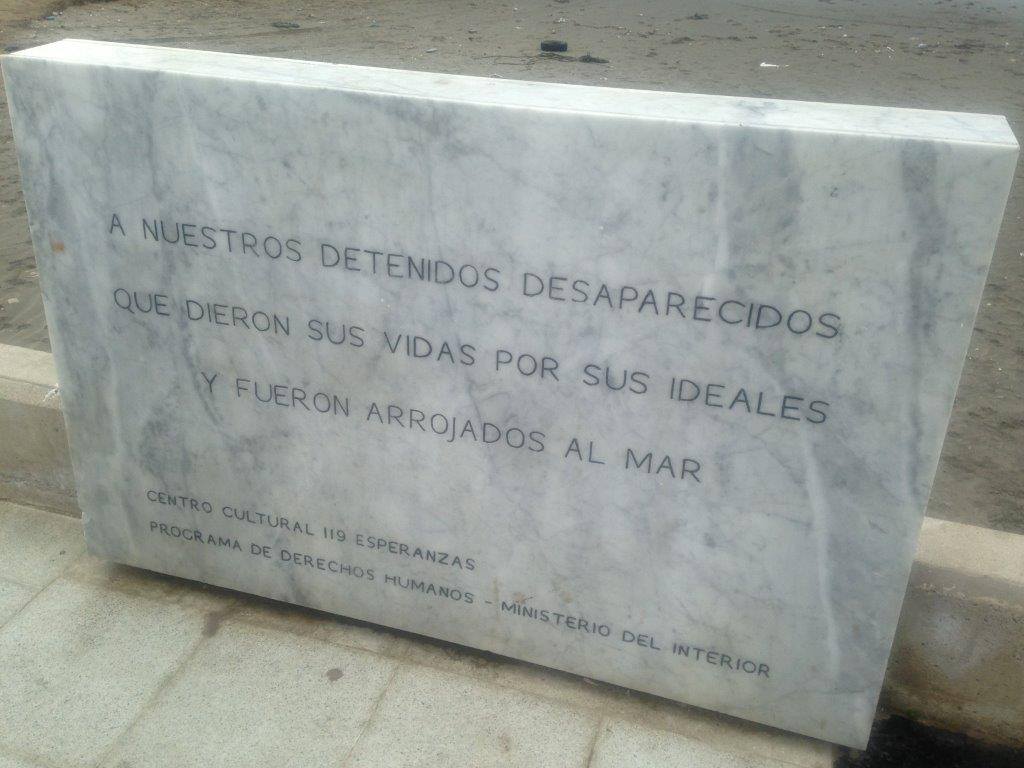 A NUESTROS DETENIDOS DESAPARECIDOS
QUE DIERON SUS VIDAS POR SUS IDEALES
Y FUERON ARROJADOS AL MAR
CENTRO CULTURAL 119 ESPERANZAS
PROGRAMA DE DERECHOS HUMANOS - MINISTERIO DEL INTERIOR